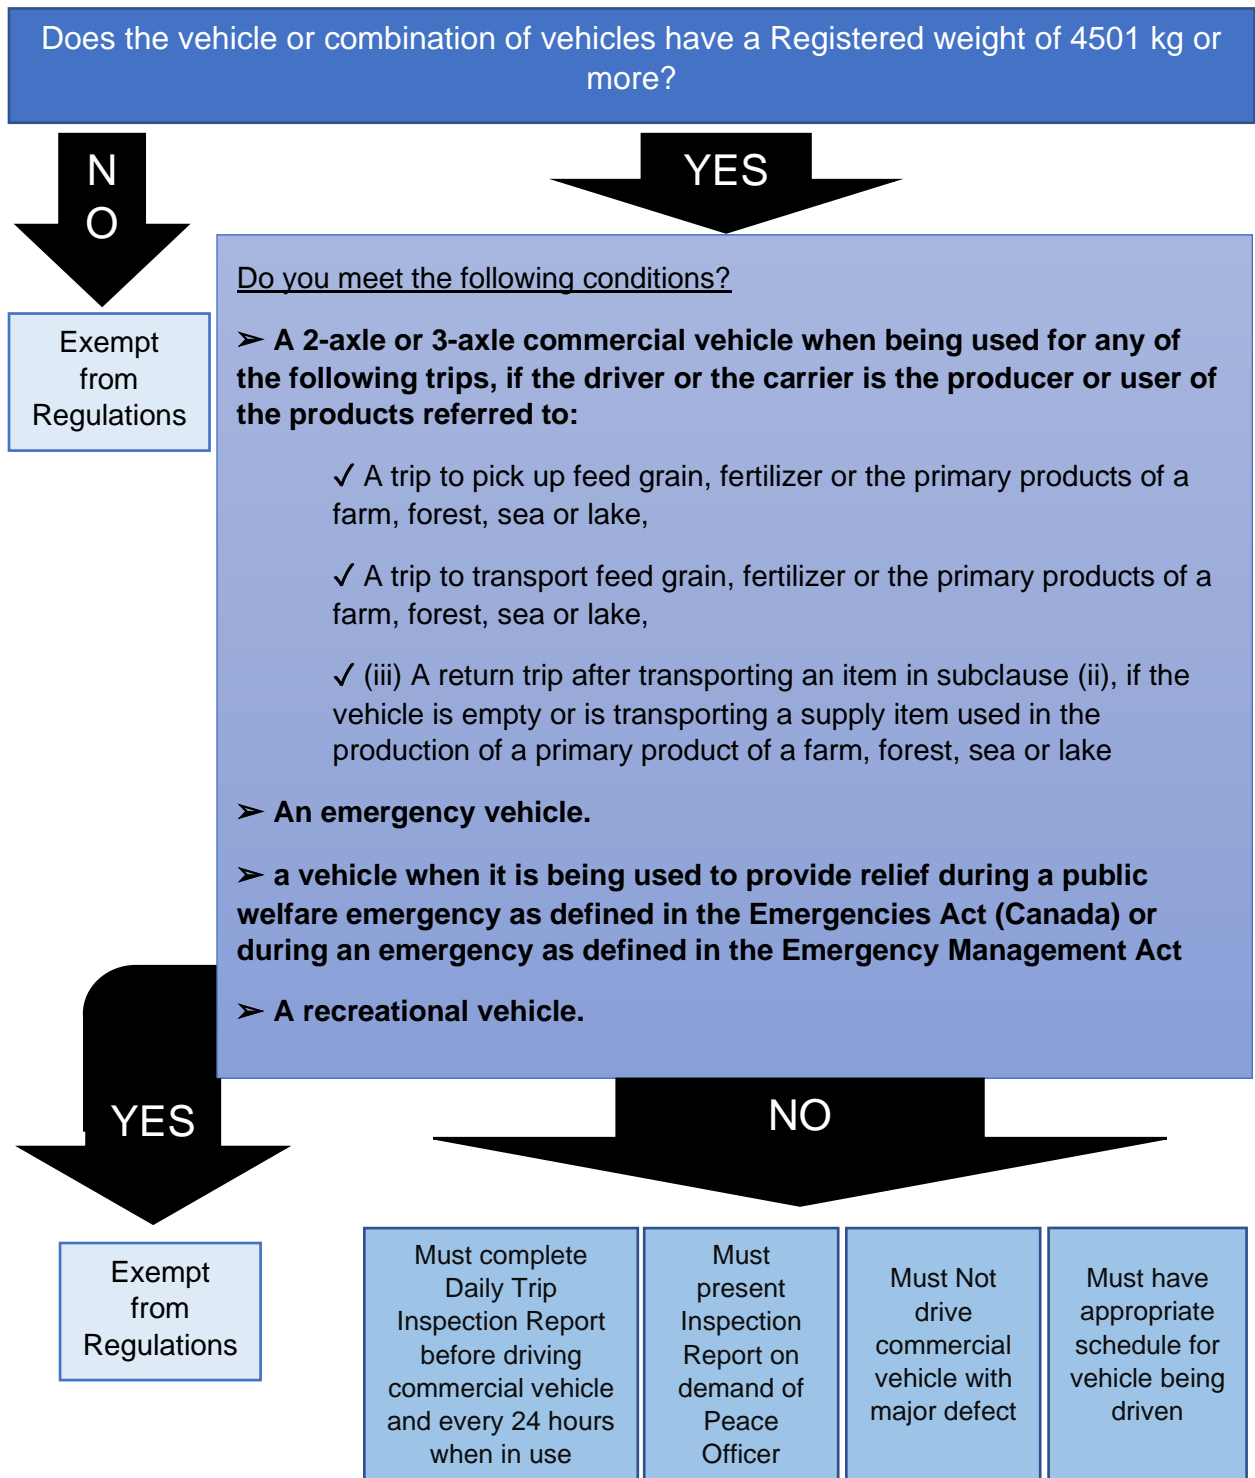 Does the vehicle or combination of vehicles have a Registered weight of 4501 kg or
more?
N
O
YES
Exempt
from
Regulations
Do you meet the following conditions?
➢ A 2-axle or 3-axle commercial vehicle when being used for any of
the following trips, if the driver or the carrier is the producer or user of
the products referred to:
✓ A trip to pick up feed grain, fertilizer or the primary products of a
farm, forest, sea or lake,
✓ A trip to transport feed grain, fertilizer or the primary products of a
farm, forest, sea or lake,
✓ (iii) A return trip after transporting an item in subclause (ii), if the
vehicle is empty or is transporting a supply item used in the
production of a primary product of a farm, forest, sea or lake
➢ An emergency vehicle.
➢ a vehicle when it is being used to provide relief during a public
welfare emergency as defined in the Emergencies Act (Canada) or
during an emergency as defined in the Emergency Management Act
➢ A recreational vehicle.
YES
NO
Exempt
from
Regulations
Must complete
Daily Trip
Inspection Report
before driving
commercial vehicle
and every 24 hours
when in use
Must
present
Inspection
Report on
demand of
Peace
Officer
Must Not
drive
commercial
vehicle with
major defect
Must have
appropriate
schedule for
vehicle being
driven